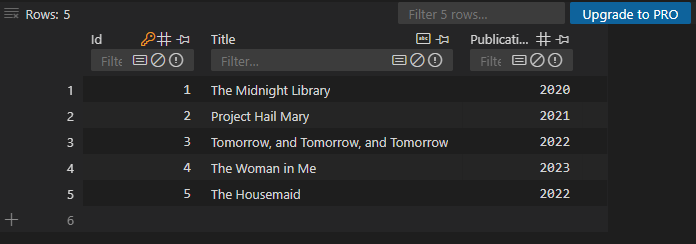 Rows: 5 Filter 5 rows... Upgrade to PRO
Id Title Publicati...
Filte Filter... Filte
1 1 The Midnight Library 2020
2 2 Project Hail Mary 2021
3 3 Tomorrow, and Tomorrow, and Tomorrow 2022
4 4 The Woman in Me 2023
5 5 The Housemaid 2022
6